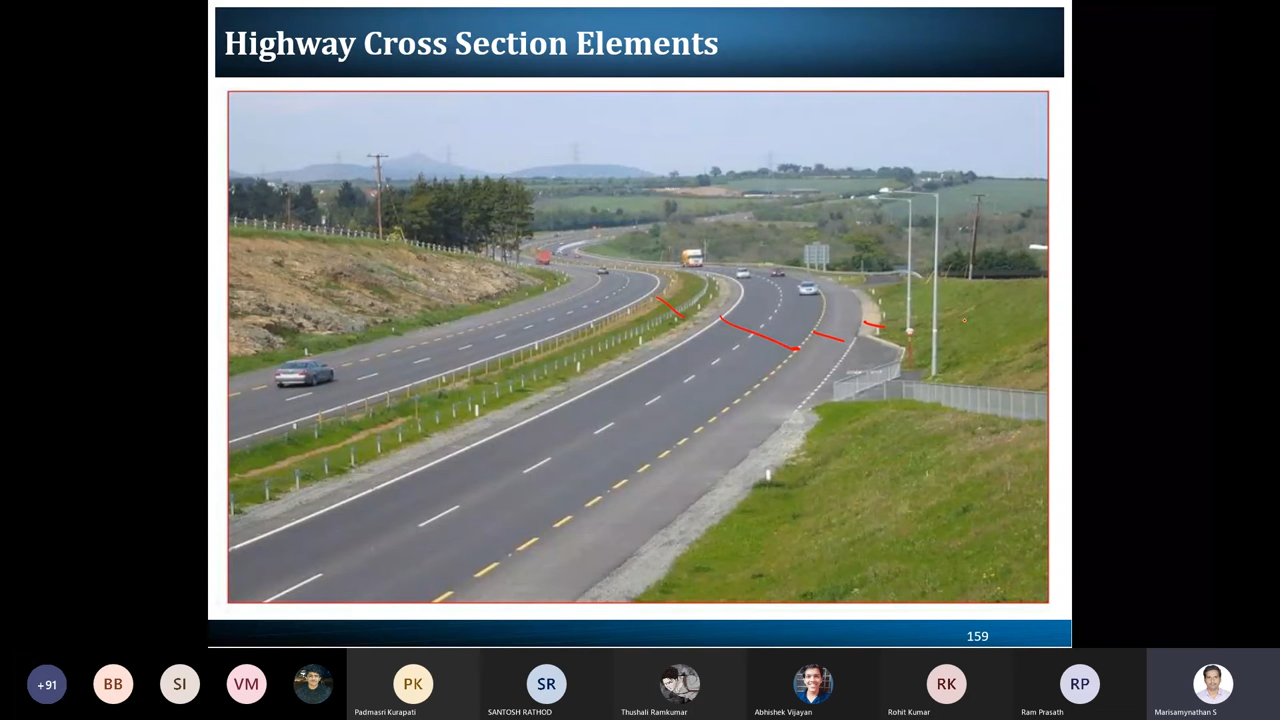 Highway Cross Section Elements
159
+91
BB
SI
VM
PK
SR
RK
RP
Padmasri Kurapati
SANTOSH RATHOD
Thushali Ramkumar
Abhishek Vijayan
Rohit Kumar
Ram Prasath
Marisamynathan S